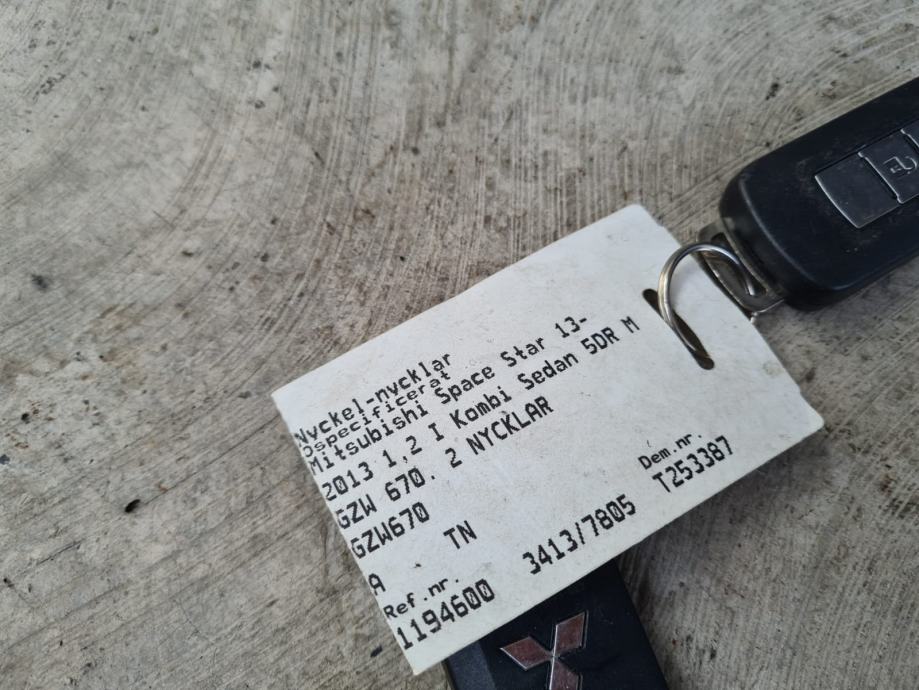 Nyckel-nycklar
Ospecificerat
Mitsubishi Space Star 13-
2013 1,2 I Kombi Sedan 5DR M
GZW 670. 2 NYCKLAR
GZW670
A TN
Ref.nr. Dem.nr.
1194600 3413/7805 T253387